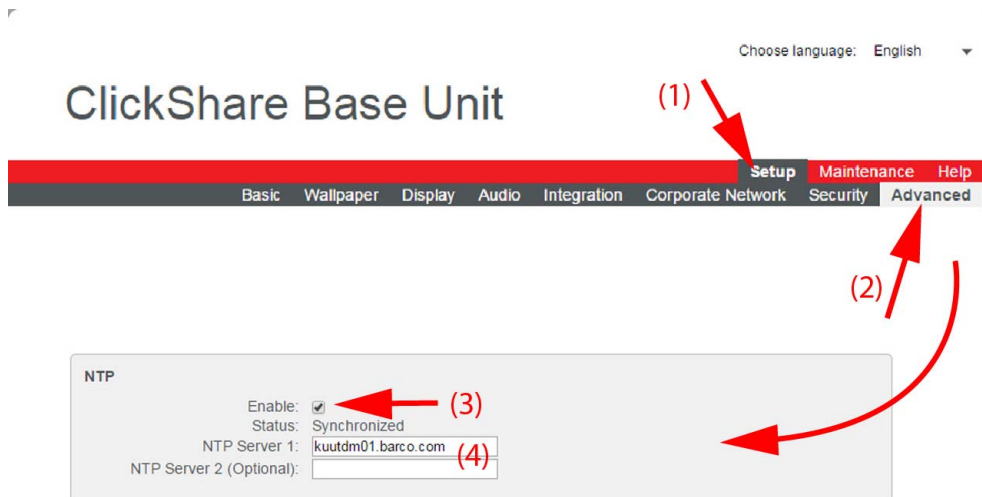 Choose language: English
ClickShare Base Unit
(1)
Setup Maintenance Help
Basic Wallpaper Display Audio Integration Corporate Network Security Advanced
(2)
NTP
Enable: (3)
Status: Synchronized
NTP Server 1: kuutdm01.barco.com (4)
NTP Server 2 (Optional):